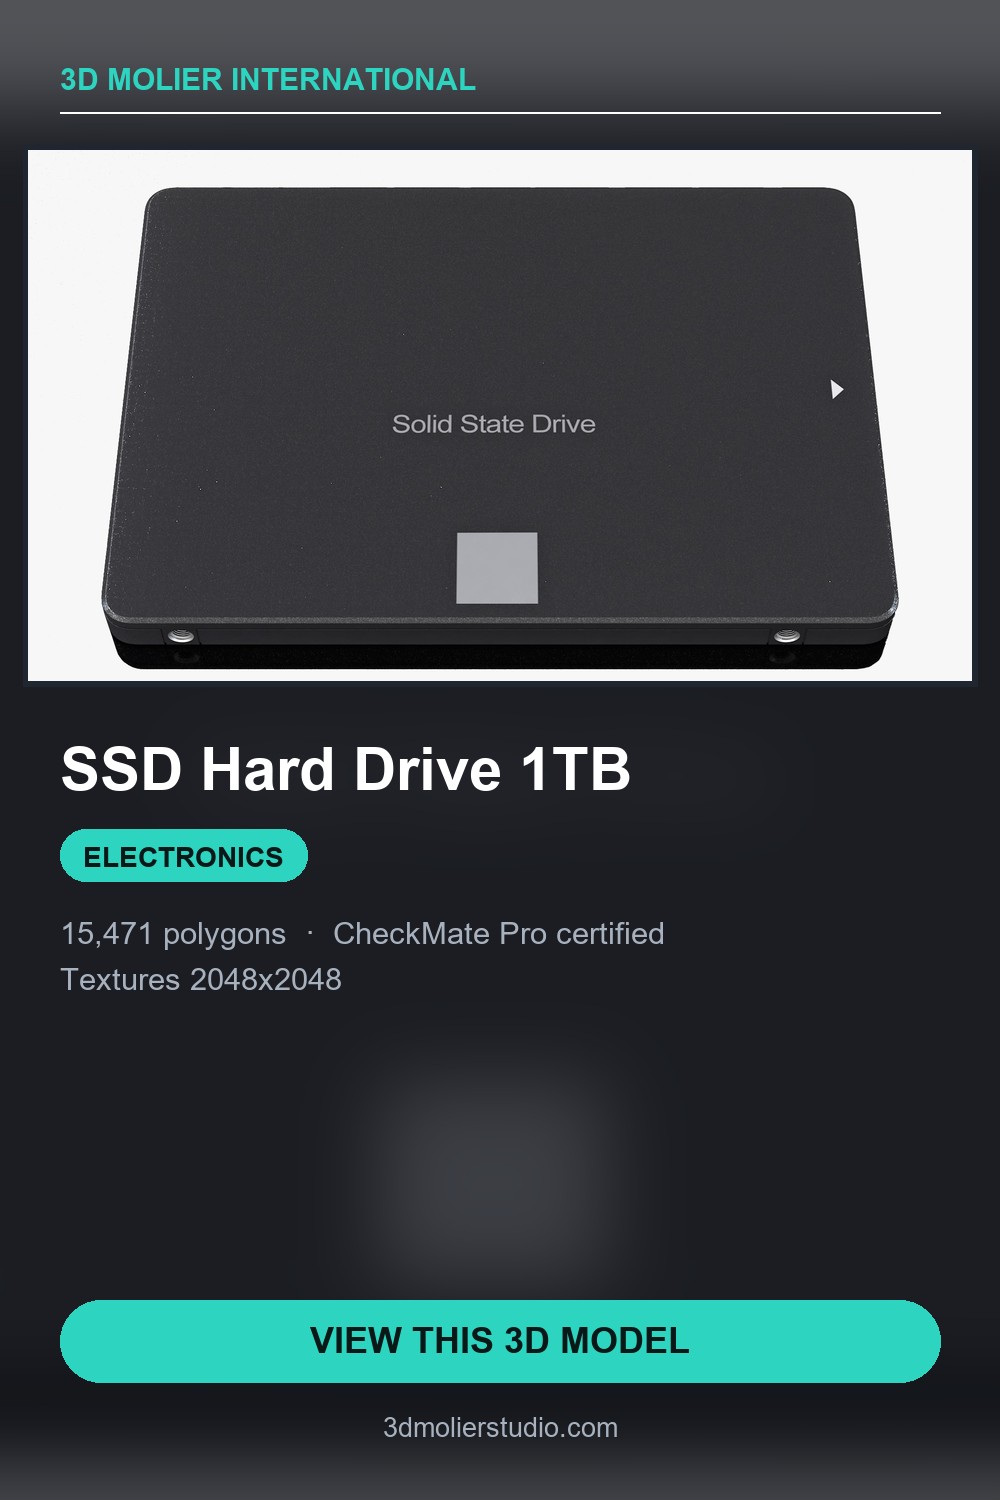 3D MOLIER INTERNATIONAL
Solid State Drive
SSD Hard Drive 1TB
ELECTRONICS
15,471 polygons · CheckMate Pro certified
Textures 2048x2048
VIEW THIS 3D MODEL
3dmolierstudio.com